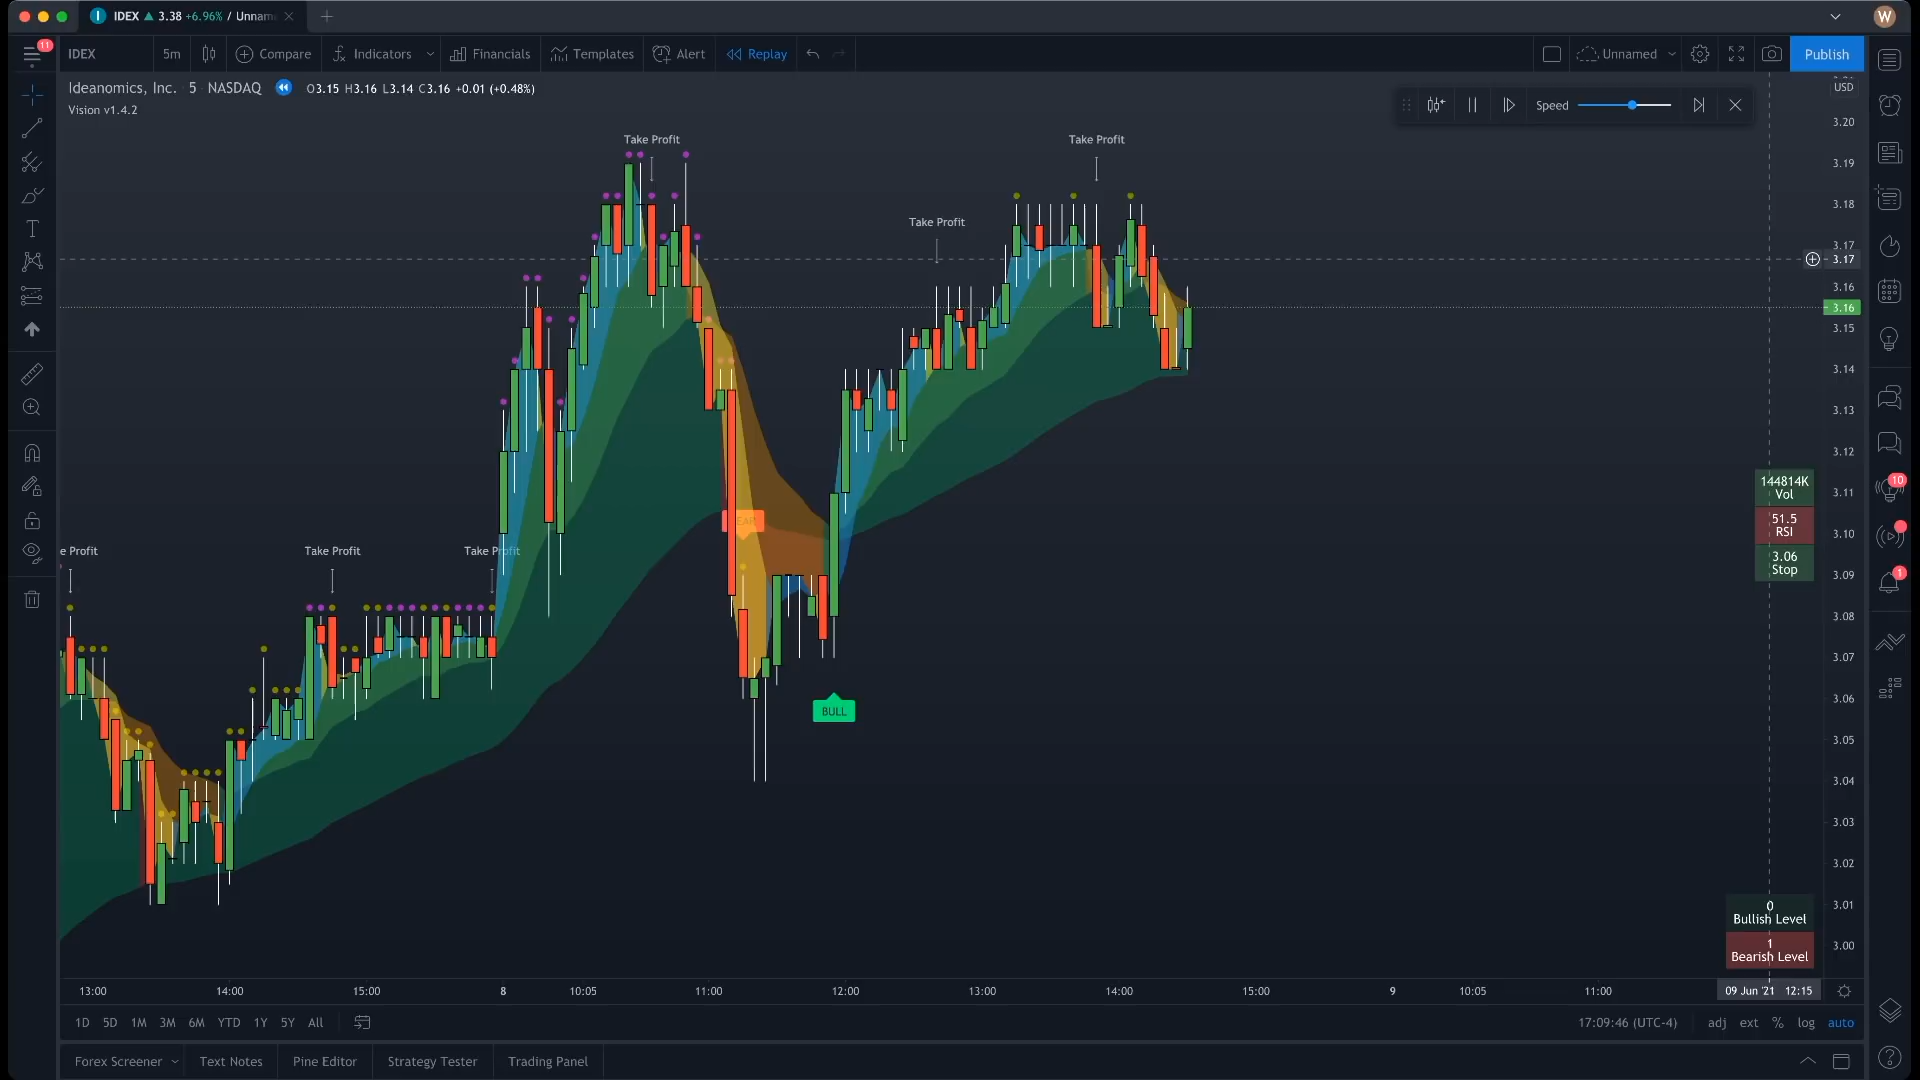 IDEX ▲ 3.38 +6.96% / Unnam
W
11
IDEX
5m
Compare
Indicators
Financials
Templates
Alert
Replay
Unnamed
Publish
Ideanomics, Inc. 5 NASDAQ
O3.15 H3.16 L3.14 C3.16 +0.01 (+0.48%)
Vision v1.4.2
Speed
USD
3.20
3.19
3.18
3.17
3.17
3.16
3.16
3.15
3.14
3.13
3.12
3.11
3.10
3.09
3.08
3.07
3.06
3.05
3.04
3.03
3.02
3.01
3.00
Take Profit
Take Profit
Take Profit
e Profit
Take Profit
Take Profit
EAR
BULL
144814K
Vol
51.5
RSI
3.06
Stop
0
Bullish Level
1
Bearish Level
10
1
13:00
14:00
15:00
8
10:05
11:00
12:00
13:00
14:00
15:00
9
10:05
11:00
09 Jun '21 12:15
1D 5D 1M 3M 6M YTD 1Y 5Y All
17:09:46 (UTC-4)
adj ext % log auto
Forex Screener
Text Notes
Pine Editor
Strategy Tester
Trading Panel